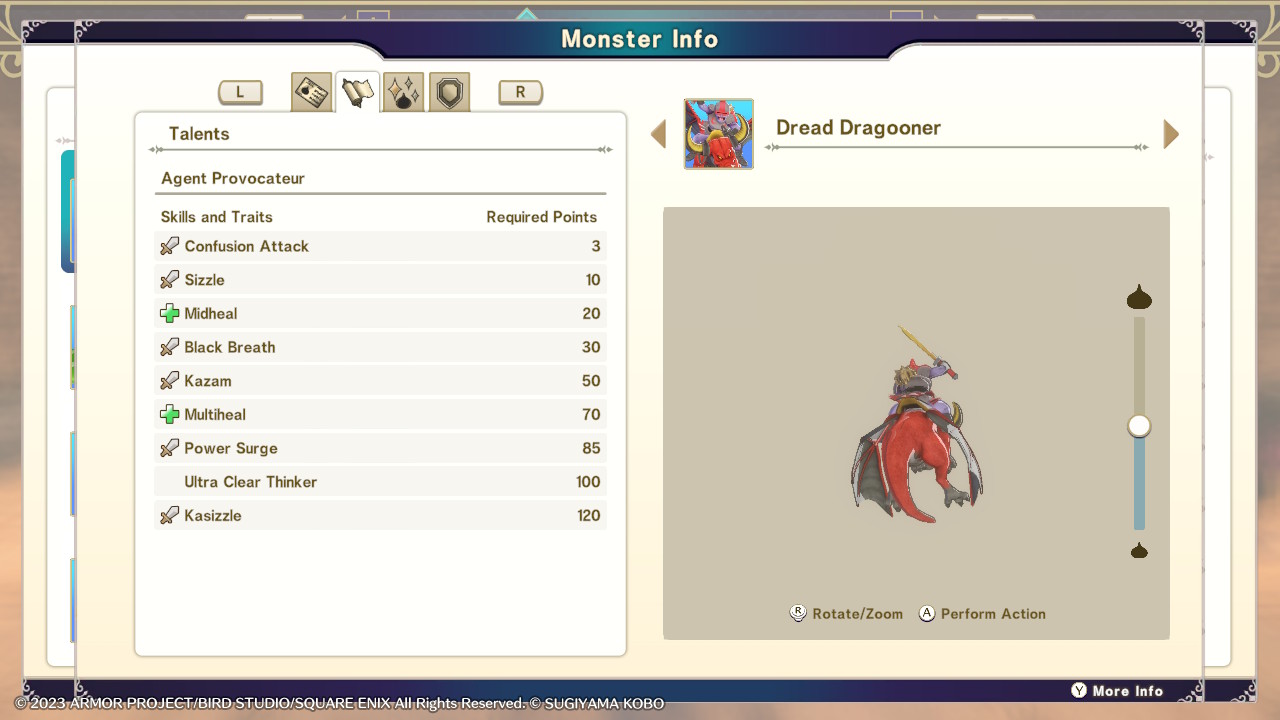 Monster Info
L
R
Talents
Agent Provocateur
Skills and Traits Required Points
Confusion Attack 3
Sizzle 10
Midheal 20
Black Breath 30
Kazam 50
Multiheal 70
Power Surge 85
Ultra Clear Thinker 100
Kasizzle 120
Dread Dragooner
R Rotate/Zoom A Perform Action
Y More Info
© 2023 ARMOR PROJECT/BIRD STUDIO/SQUARE ENIX All Rights Reserved. © SUGIYAMA KOBO